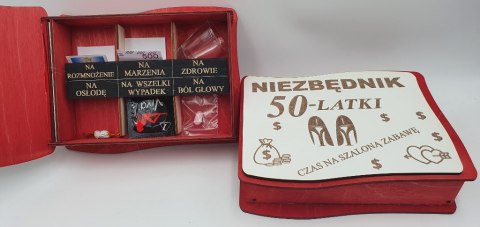 NA
ROZMNOŻENIE
NA
MARZENIA
NA
ZDROWIE
NA
OSŁODĘ
NA WSZELKI
WYPADEK
NA
BÓL GŁOWY
500
NIEZBĘDNIK
50-LATKI
$ $ $ $ $
CZAS NA SZALONĄ ZABAWĘ